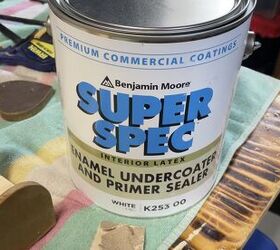 PREMIUM COMMERCIAL COATINGS
Benjamin Moore
SUPER
SPEC
INTERIOR LATEX
ENAMEL UNDERCOATER
AND PRIMER SEALER
WHITE K253 00